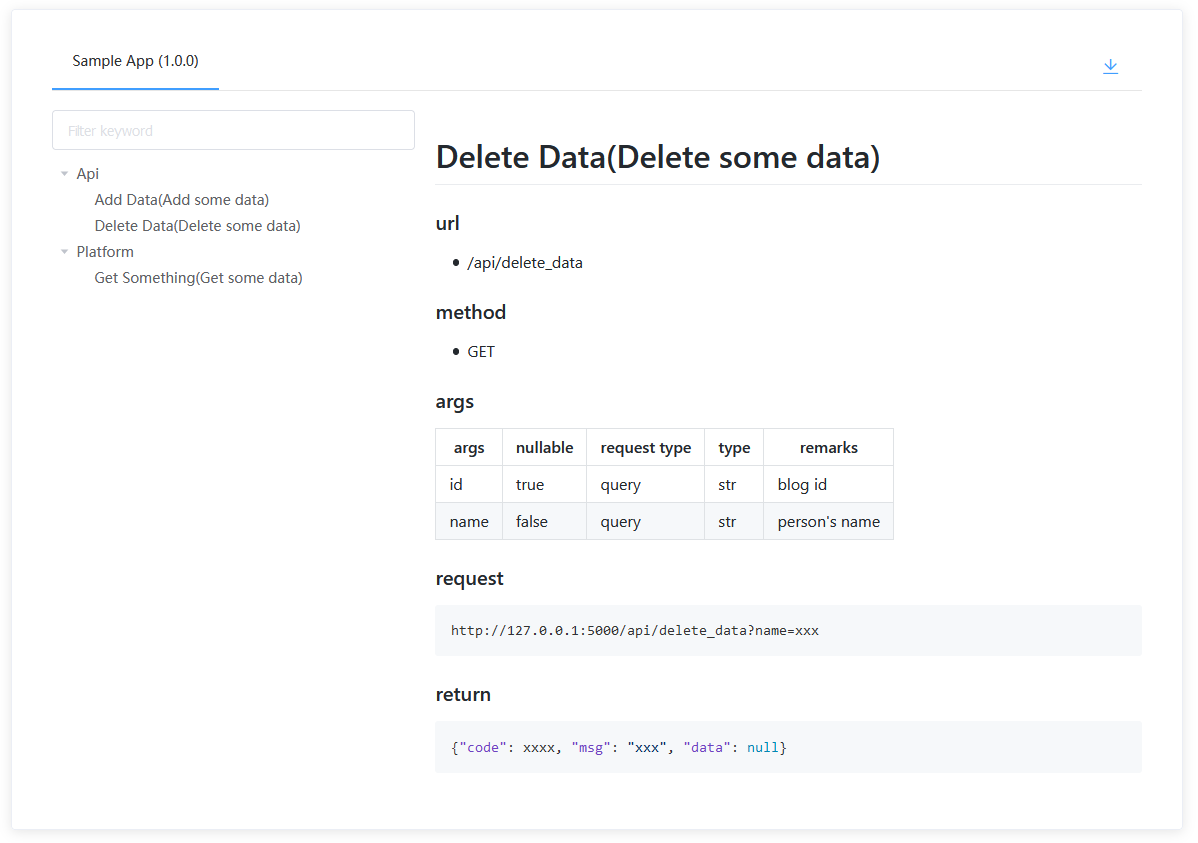 Sample App (1.0.0)
Filter keyword
Api
Add Data(Add some data)
Delete Data(Delete some data)
Platform
Get Something(Get some data)
Delete Data(Delete some data)
url
• /api/delete_data
method
• GET
args
args nullable request type type remarks
id true query str blog id
name false query str person's name
request
http://127.0.0.1:5000/api/delete_data?name=xxx
return
{"code": xxxx, "msg": "xxx", "data": null}